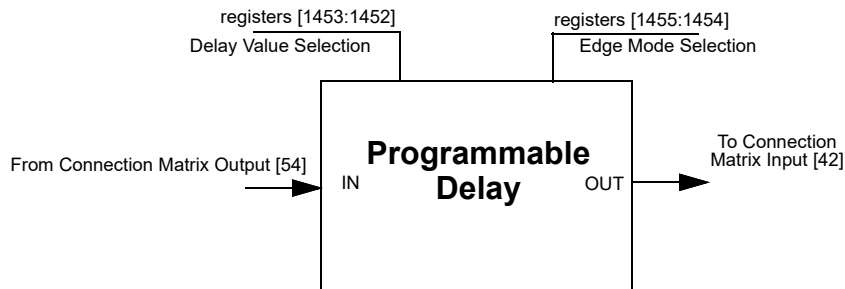 registers [1453:1452]
registers [1455:1454]
Delay Value Selection
Edge Mode Selection
From Connection Matrix Output [54]
IN
Programmable
Delay
OUT
To Connection
Matrix Input [42]